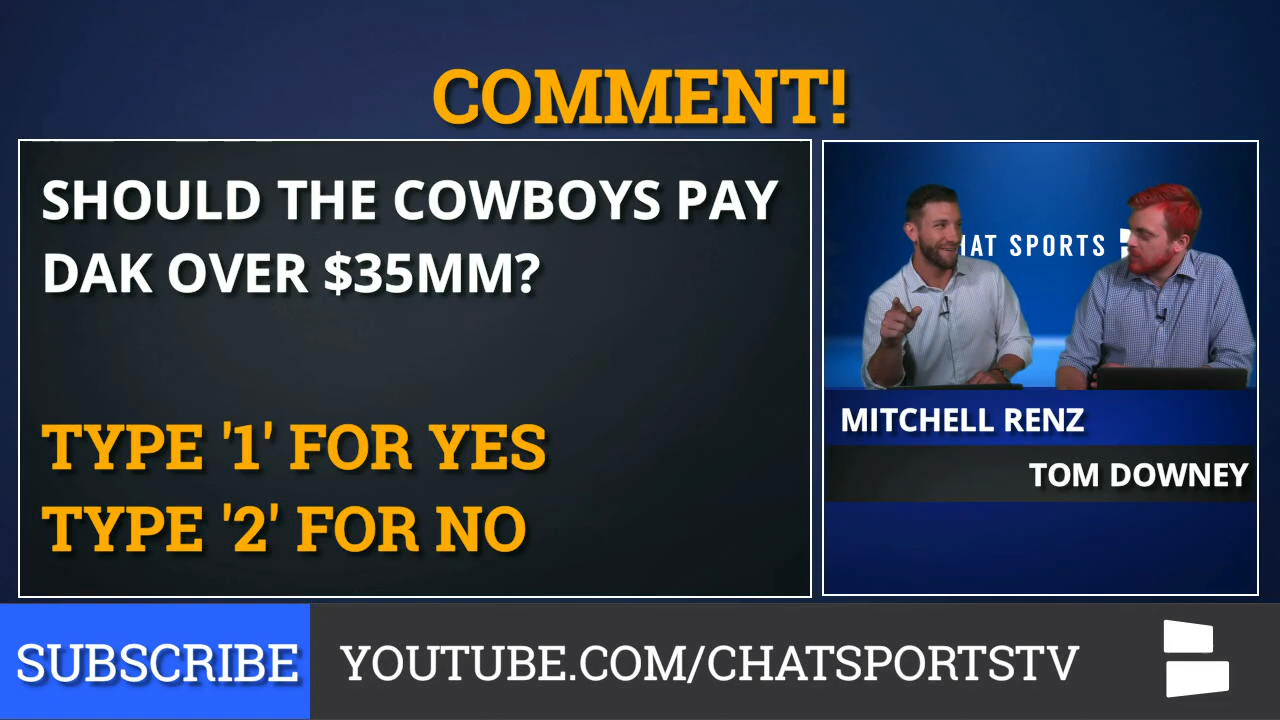 COMMENT!
SHOULD THE COWBOYS PAY
DAK OVER $35MM?
TYPE '1' FOR YES
TYPE '2' FOR NO
HAT SPORTS
MITCHELL RENZ
TOM DOWNEY
SUBSCRIBE
YOUTUBE.COM/CHATSPORTSTV